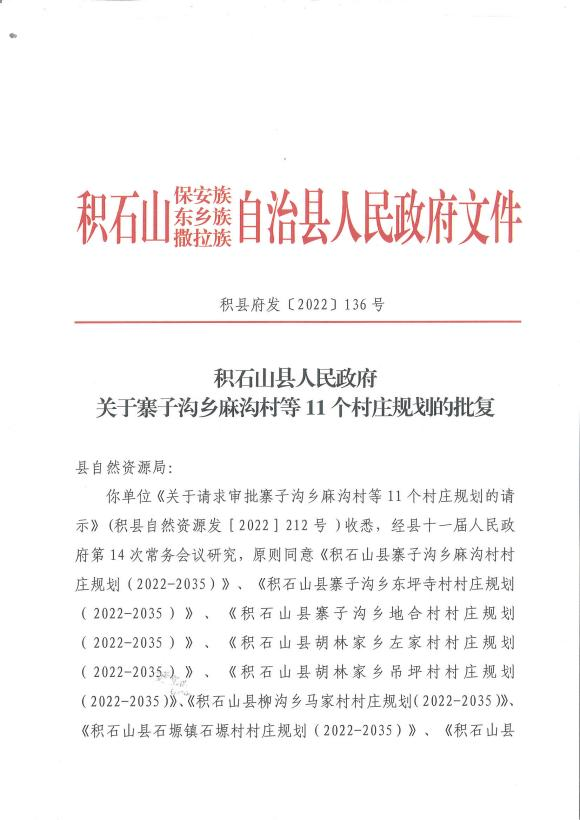 积石山保安族东乡族撒拉族自治县人民政府文件
积县府发〔2022〕136号
积石山县人民政府
关于寨子沟乡麻沟村等11个村庄规划的批复
县自然资源局：
你单位《关于请求审批寨子沟乡麻沟村等11个村庄规划的请
示》(积县自然资源发［2022］212号 )收悉，经县十一届人民政
府第14次常务会议研究，原则同意《积石山县寨子沟乡麻沟村村
庄规划（2022-2035)》、《积石山县寨子沟乡东坪寺村村庄规划
（2022-2035）》、《积石山县寨子沟乡地合村村庄规划
（2022-2035）》、《积石山县胡林家乡左家村村庄规划
（2022-2035）》、《积石山县胡林家乡吊坪村村庄规划
(2022-2035)》、《积石山县柳沟乡马家村村庄规划(2022-2035)》、
《积石山县石塬镇石塬村村庄规划（2022-2035）》、《积石山县